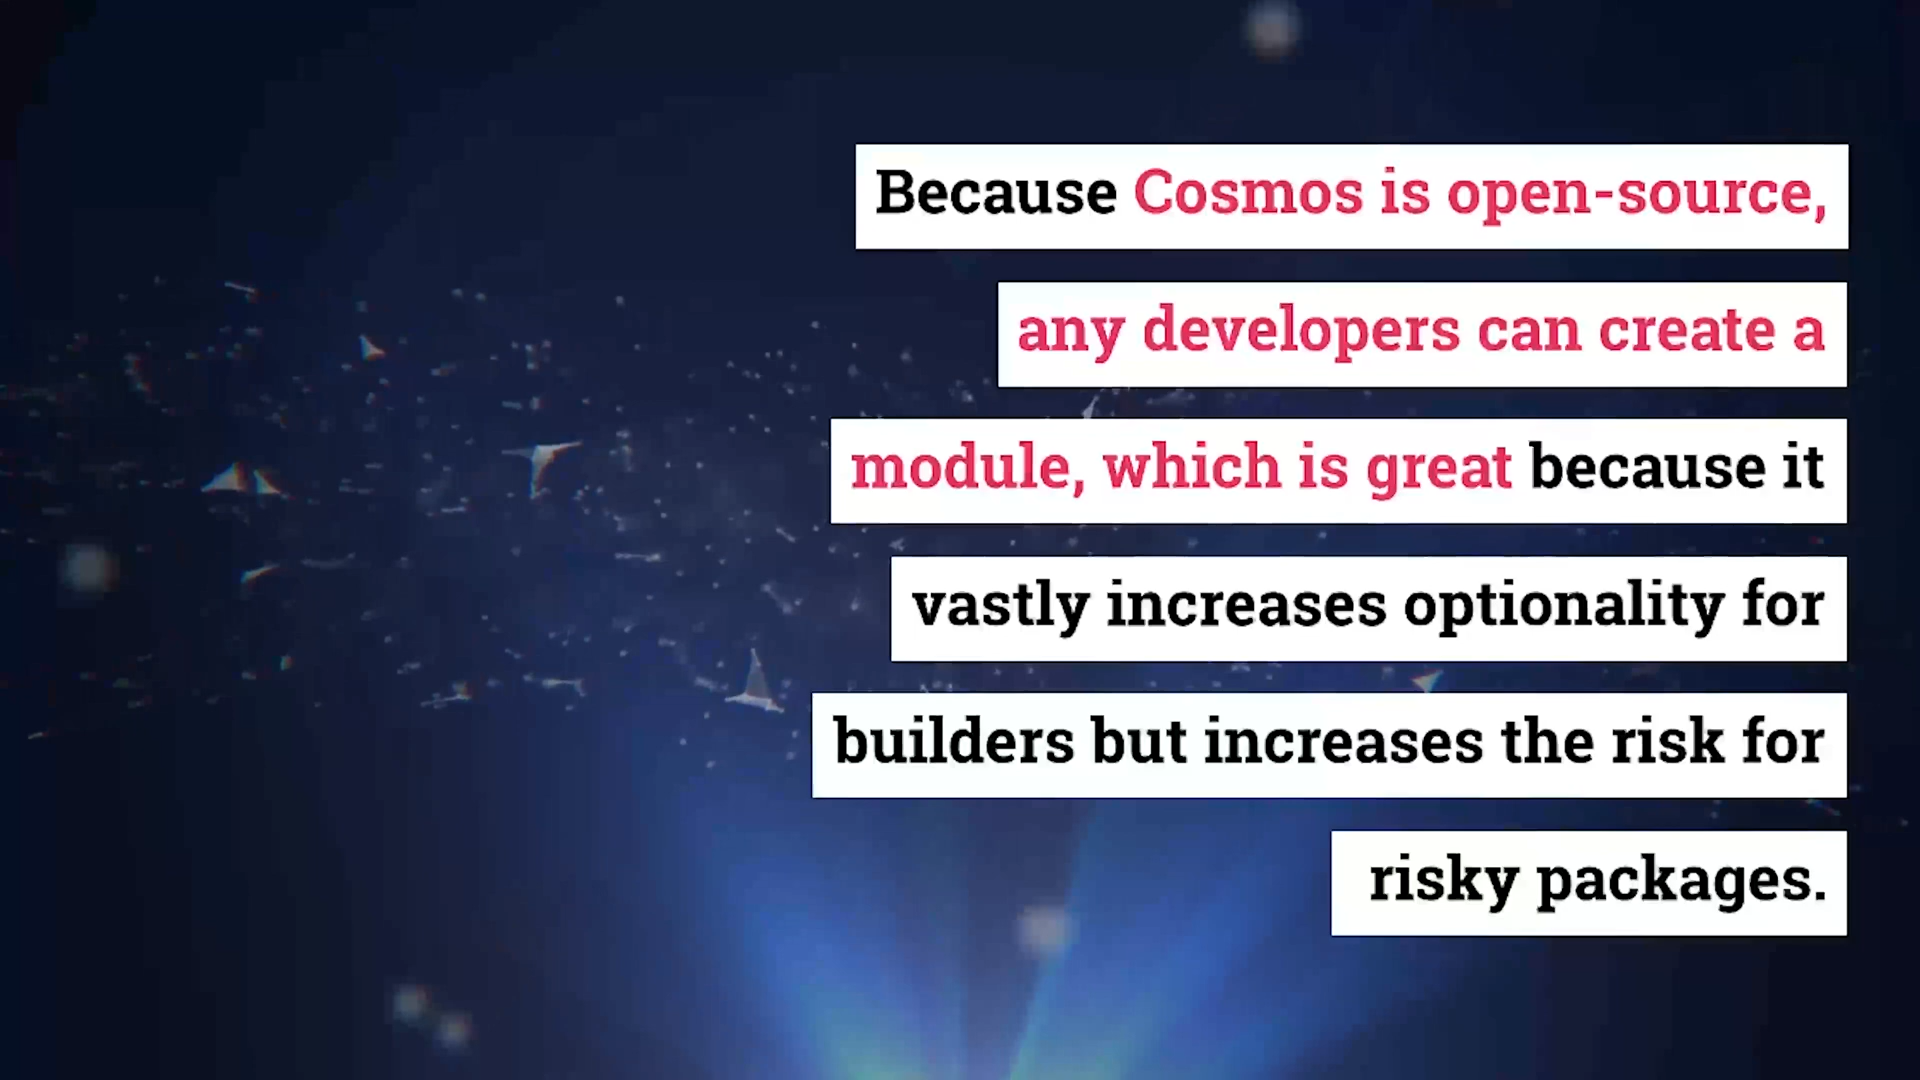 Because Cosmos is open-source,
any developers can create a
module, which is great because it
vastly increases optionality for
builders but increases the risk for
risky packages.